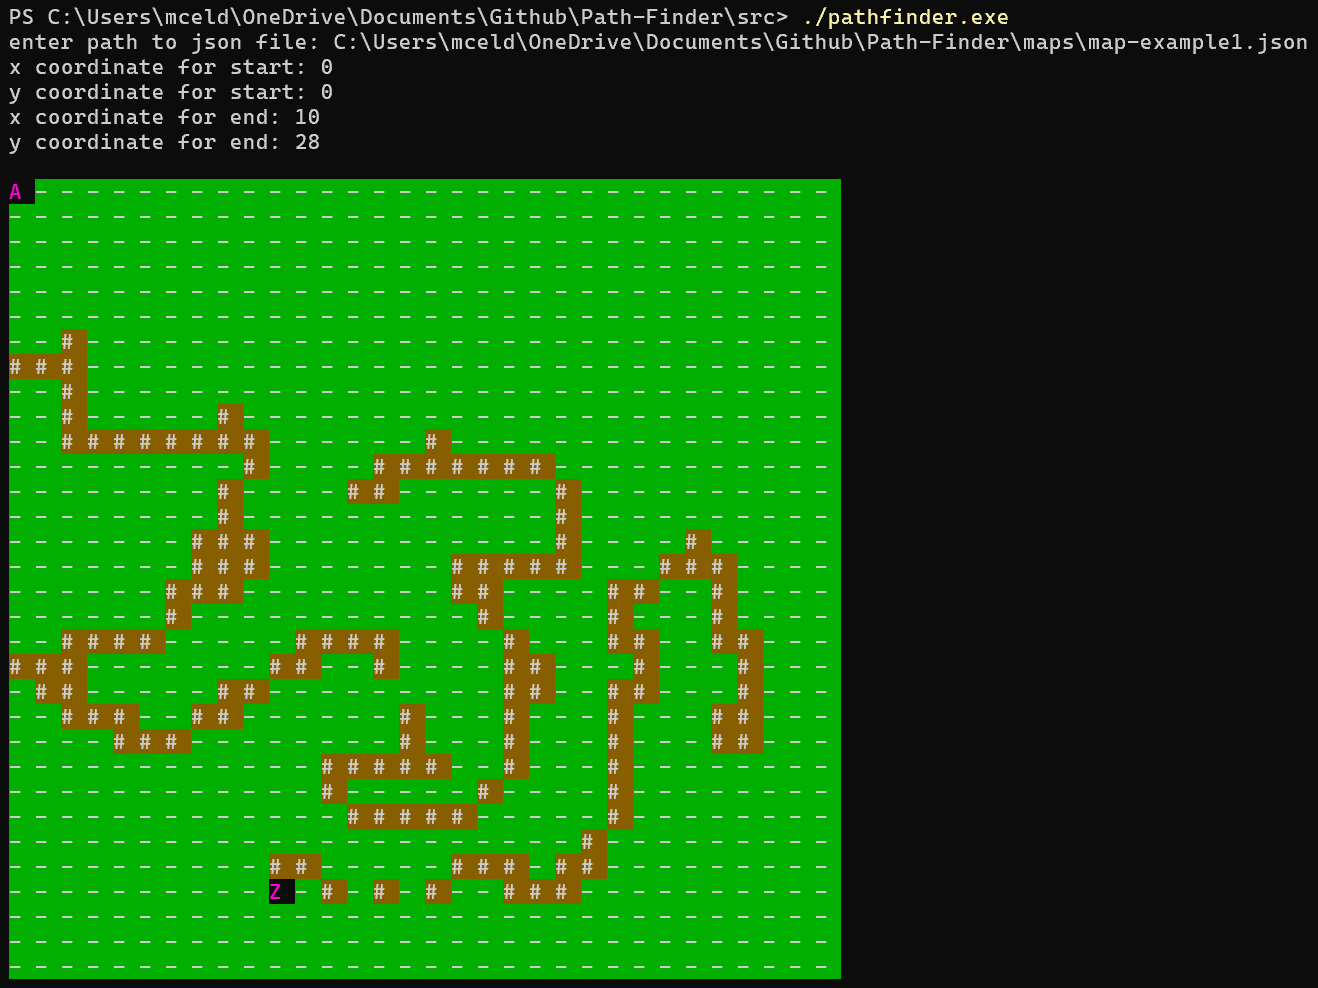 PS C:\Users\mceld\OneDrive\Documents\Github\Path-Finder\src> ./pathfinder.exe
enter path to json file: C:\Users\mceld\OneDrive\Documents\Github\Path-Finder\maps\map-example1.json
x coordinate for start: 0
y coordinate for start: 0
x coordinate for end: 10
y coordinate for end: 28
A - - - - - - - - - - - - - - - - - - - - - - - - - - - - - - -
- - - - - - - - - - - - - - - - - - - - - - - - - - - - - - - -
- - - - - - - - - - - - - - - - - - - - - - - - - - - - - - - -
- - - - - - - - - - - - - - - - - - - - - - - - - - - - - - - -
- - - - - - - - - - - - - - - - - - - - - - - - - - - - - - - -
- - - - - - - - - - - - - - - - - - - - - - - - - - - - - - - -
- - # - - - - - - - - - - - - - - - - - - - - - - - - - - - - -
# # # - - - - - - - - - - - - - - - - - - - - - - - - - - - - -
- - # - - - - - - - - - - - - - - - - - - - - - - - - - - - - -
- - # - - - - - # - - - - - - - - - - - - - - - - - - - - - - -
- - # # # # # # # # - - - - - - # - - - - - - - - - - - - - - -
- - - - - - - - - # - - - - # # # # # # # - - - - - - - - - - -
- - - - - - - - # - - - - # # - - - - - - # - - - - - - - - - -
- - - - - - - - # - - - - - - - - - - - - # - - - - - - - - - -
- - - - - - - # # # - - - - - - - - - - - # - - - - # - - - - -
- - - - - - - # # # - - - - - - - # # # # # - - - # # # - - - -
- - - - - - # # # - - - - - - - - # # - - - - # # - - # - - - -
- - - - - - # - - - - - - - - - - - # - - - - # - - - # - - - -
- - # # # # - - - - - # # # # - - - - # - - - # # - - # # - - -
# # # - - - - - - - # # - - # - - - - # # - - - # - - - # - - -
- # # - - - - - # # - - - - - - - - - # # - - # # - - - # - - -
- - # # # - - # # - - - - - - # - - - # - - - # - - - # # - - -
- - - - # # # - - - - - - - - # - - - # - - - # - - - # # - - -
- - - - - - - - - - - - # # # # # - - # - - - # - - - - - - - -
- - - - - - - - - - - - # - - - - - # - - - - # - - - - - - - -
- - - - - - - - - - - - - # # # # # - - - - - # - - - - - - - -
- - - - - - - - - - - - - - - - - - - - - - # - - - - - - - - -
- - - - - - - - - - # # - - - - - # # # - # # - - - - - - - - -
- - - - - - - - - - Z - # - # - # - - # # # - - - - - - - - - -
- - - - - - - - - - - - - - - - - - - - - - - - - - - - - - - -
- - - - - - - - - - - - - - - - - - - - - - - - - - - - - - - -
- - - - - - - - - - - - - - - - - - - - - - - - - - - - - - - -